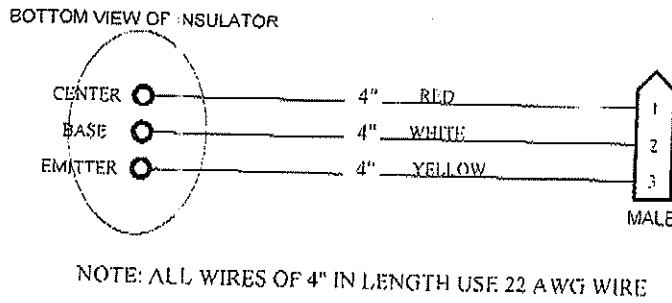 BOTTOM VIEW OF INSULATOR
CENTER 4" RED 1
BASE 4" WHITE 2
EMITTER 4" YELLOW 3
MALE
NOTE: ALL WIRES OF 4" IN LENGTH USE 22 AWG WIRE